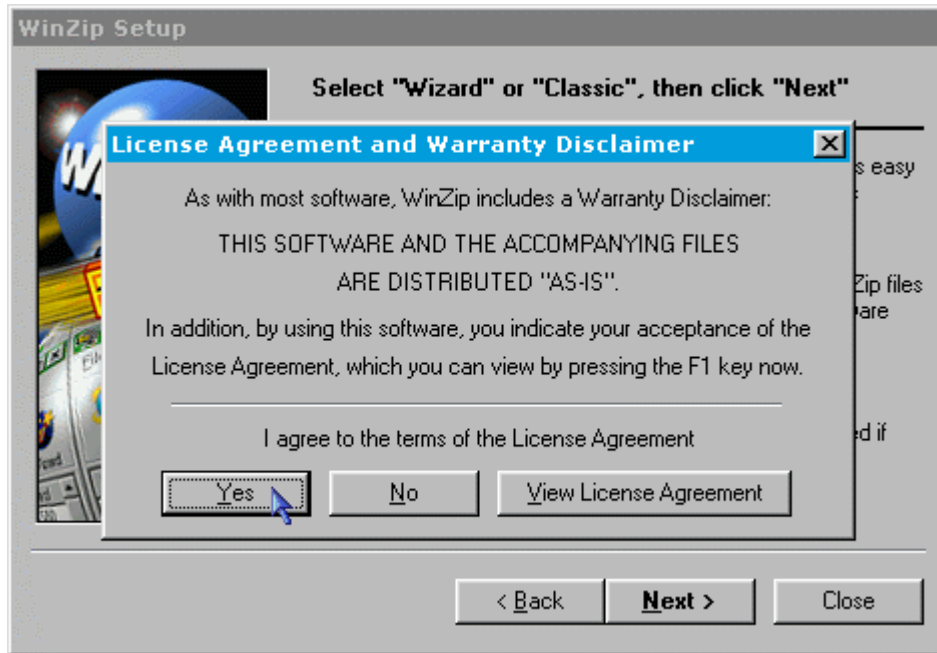 WinZip Setup
Select "Wizard" or "Classic", then click "Next"
License Agreement and Warranty Disclaimer
s easy
As with most software, WinZip includes a Warranty Disclaimer:
THIS SOFTWARE AND THE ACCOMPANYING FILES
ARE DISTRIBUTED "AS-IS".
Zip files
In addition, by using this software, you indicate your acceptance of the
License Agreement, which you can view by pressing the F1 key now.
I agree to the terms of the License Agreement
ed if
Yes No View License Agreement
< Back Next > Close